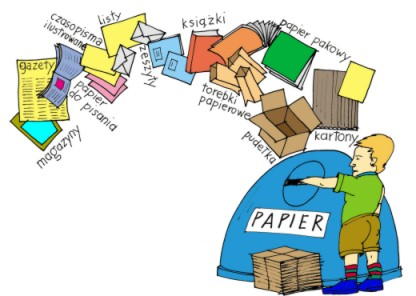 gazety
czasopisma
ilustrowane
listy
zeszyty
książki
papier pakowy
magazyny
papier
do pisania
torebki
papierowe
pudełka
kartony
PAPIER